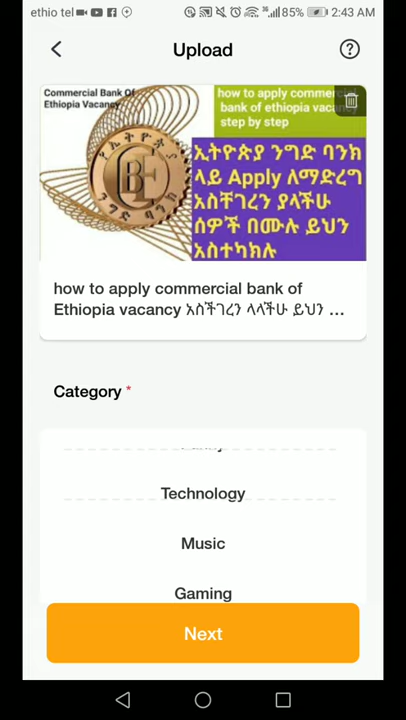 ethio tel
85%
2:43 AM
Upload
Commercial Bank Of
Ethiopia Vacancy
how to apply commercial
bank of ethiopia vacancy
step by step
ኢትዮጵያ ንግድ ባንክ
ላይ Apply ለማድረግ
አስቸገረን ያላችሁ
ሰዎች በሙሉ ይህን
አስተካክሉ
how to apply commercial bank of
Ethiopia vacancy አስችገረን ላላችሁ ይህን ...
Category *
Technology
Music
Gaming
Next